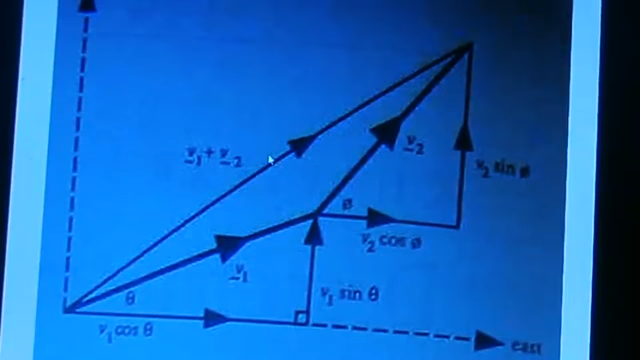 v1 + v2
v2
v2 sin ø
ø
v2 cos ø
v1
θ
v1 sin θ
v1 cos θ
east